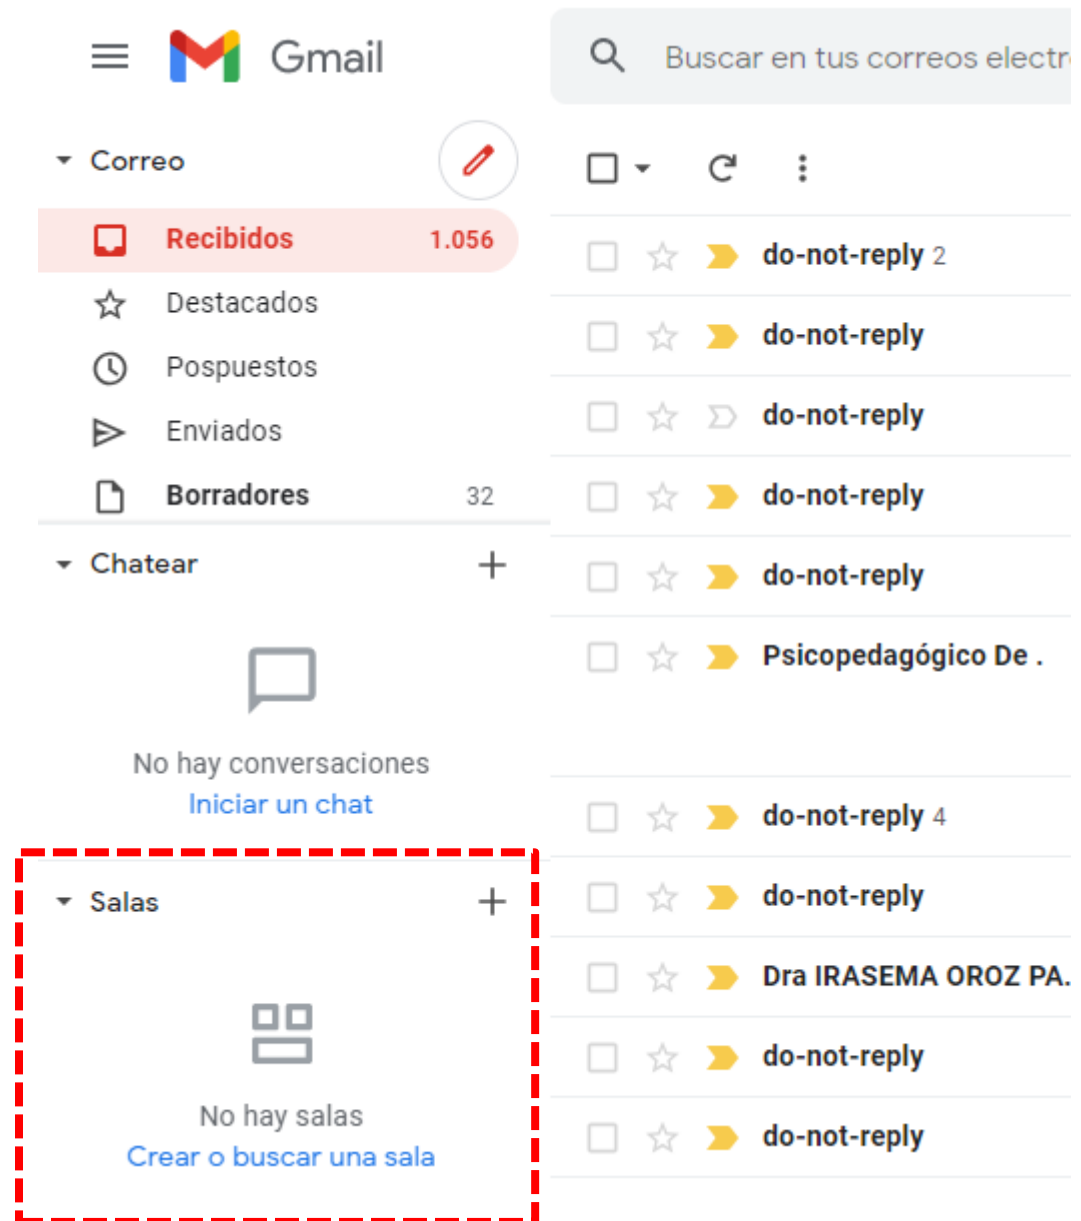 Gmail
Buscar en tus correos electr
Correo
Recibidos 1.056
Destacados
Pospuestos
Enviados
Borradores 32
Chatear
No hay conversaciones
Iniciar un chat
Salas
No hay salas
Crear o buscar una sala
do-not-reply 2
do-not-reply
do-not-reply
do-not-reply
do-not-reply
Psicopedagógico De .
do-not-reply 4
do-not-reply
Dra IRASEMA OROZ PA.
do-not-reply
do-not-reply